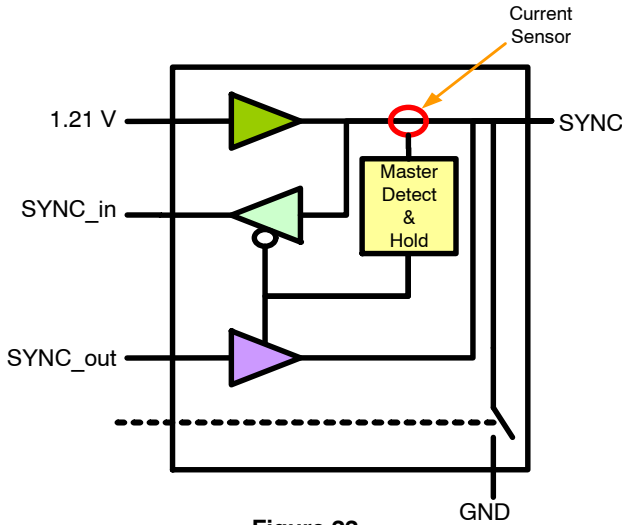 Current
Sensor
1.21 V
SYNC
Master
Detect
&
Hold
SYNC_in
SYNC_out
GND